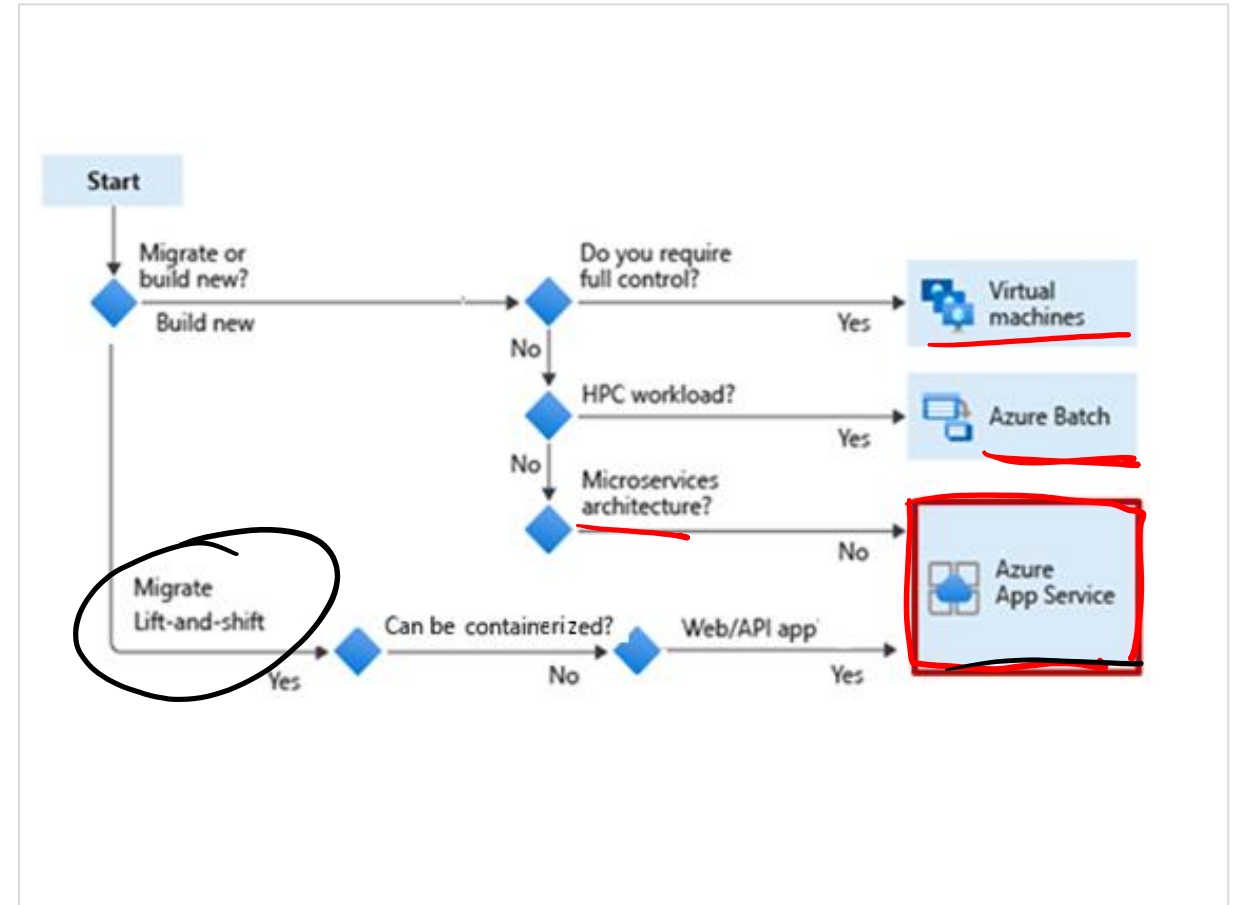 Start
Migrate or
build new?
Build new
Do you require
full control?
Yes
Virtual
machines
No
HPC workload?
Yes
Azure Batch
No
Microservices
architecture?
No
Azure
App Service
Migrate
Lift-and-shift
Yes
Can be containerized?
No
Web/API app
Yes